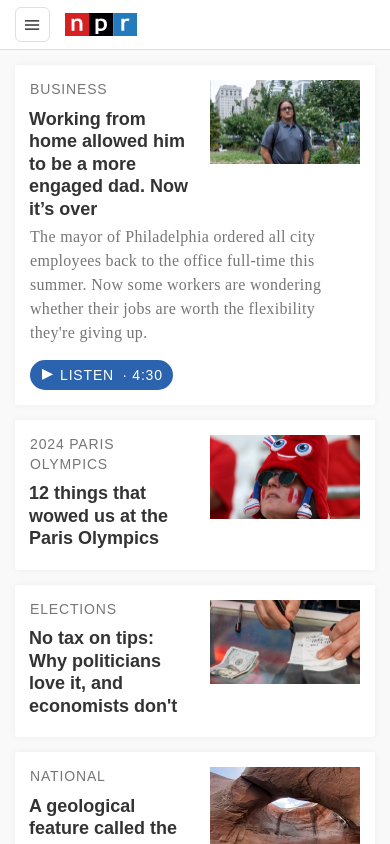 npr
BUSINESS
Working from
home allowed him
to be a more
engaged dad. Now
it’s over
The mayor of Philadelphia ordered all city
employees back to the office full-time this
summer. Now some workers are wondering
whether their jobs are worth the flexibility
they're giving up.
LISTEN · 4:30
2024 PARIS
OLYMPICS
12 things that
wowed us at the
Paris Olympics
ELECTIONS
No tax on tips:
Why politicians
love it, and
economists don't
NATIONAL
A geological
feature called the